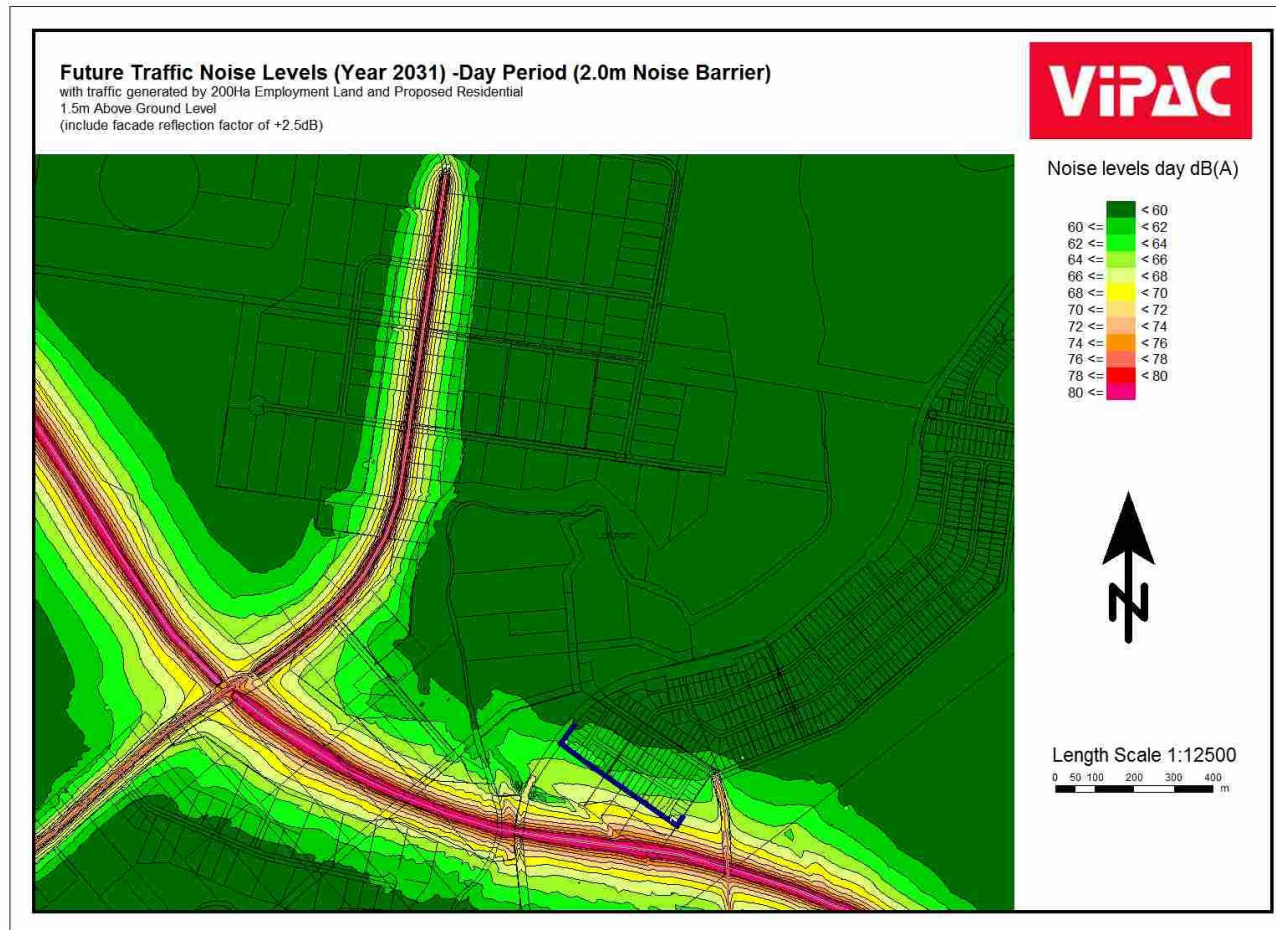 Future Traffic Noise Levels (Year 2031) -Day Period (2.0m Noise Barrier)
with traffic generated by 200Ha Employment Land and Proposed Residential
1.5m Above Ground Level
(include facade reflection factor of +2.5dB)
ViPAC
Noise levels day dB(A)
< 60
60 <= < 62
62 <= < 64
64 <= < 66
66 <= < 68
68 <= < 70
70 <= < 72
72 <= < 74
74 <= < 76
76 <= < 78
78 <= < 80
80 <=
N
Length Scale 1:12500
0 50 100 200 300 400
m